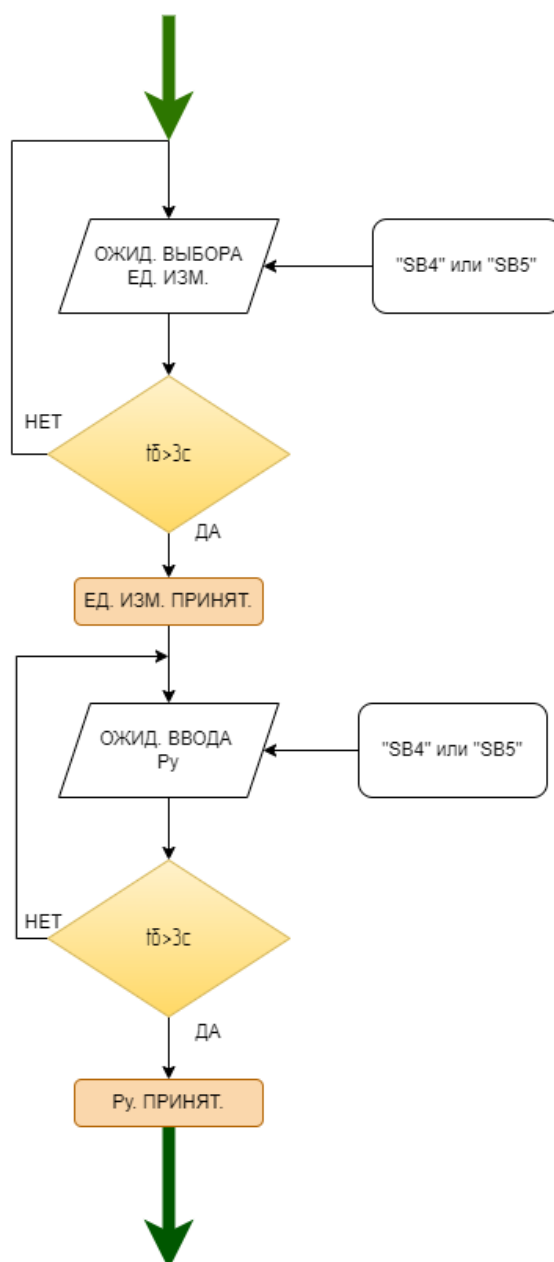 ОЖИД. ВЫБОРА
ЕД. ИЗМ.
"SB4" или "SB5"
НЕТ
tб>3с
ДА
ЕД. ИЗМ. ПРИНЯТ.
ОЖИД. ВВОДА
Ру
"SB4" или "SB5"
НЕТ
tб>3с
ДА
Ру. ПРИНЯТ.